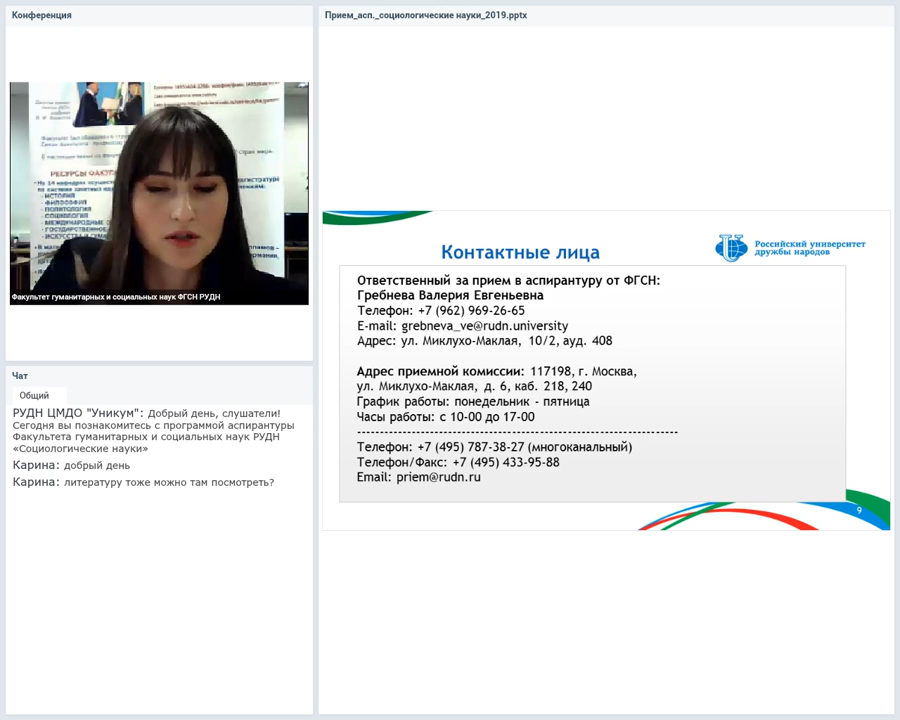 Конференция
РЕСУРСЫ ФАКУЛ
- ИСТОРИЯ
- ФИЛОСОФИЯ
- ПОЛИТОЛОГИЯ
- СОЦИОЛОГИЯ
Факультет гуманитарных и социальных наук ФГСН РУДН
Чат
Общий
РУДН ЦМДО "Уникум": Добрый день, слушатели!
Сегодня вы познакомитесь с программой аспирантуры
Факультета гуманитарных и социальных наук РУДН
«Социологические науки»
Карина: добрый день
Карина: литературу тоже можно там посмотреть?
Прием_асп._социологические науки_2019.pptx
Контактные лица
Российский университет
дружбы народов
Ответственный за прием в аспирантуру от ФГСН:
Гребнева Валерия Евгеньевна
Телефон: +7 (962) 969-26-65
E-mail: grebneva_ve@rudn.university
Адрес: ул. Миклухо-Маклая, 10/2, ауд. 408
Адрес приемной комиссии: 117198, г. Москва,
ул. Миклухо-Маклая, д. 6, каб. 218, 240
График работы: понедельник - пятница
Часы работы: с 10-00 до 17-00
Телефон: +7 (495) 787-38-27 (многоканальный)
Телефон/Факс: +7 (495) 433-95-88
Email: priem@rudn.ru
9